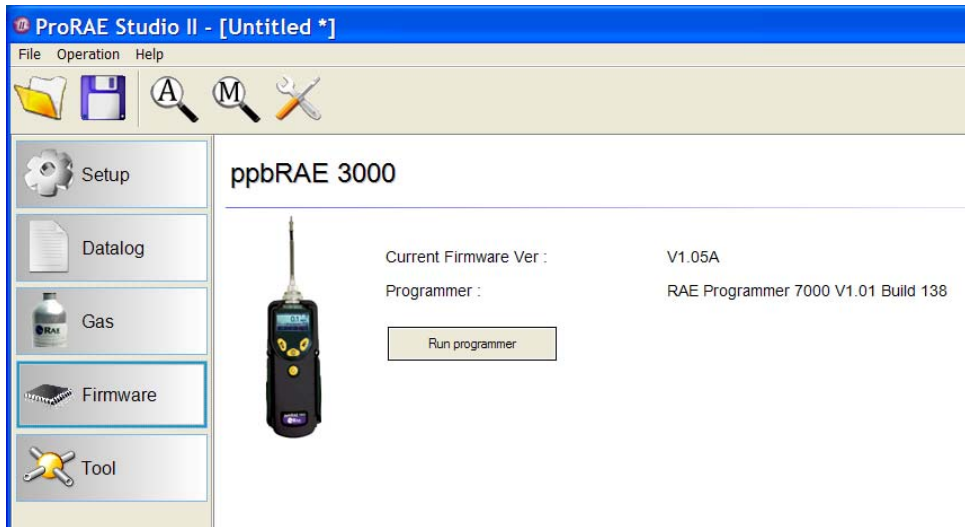 ProRAE Studio II - [Untitled *]
File Operation Help
A M
Setup
Datalog
Gas
Firmware
Tool
ppbRAE 3000
Current Firmware Ver : V1.05A
Programmer : RAE Programmer 7000 V1.01 Build 138
Run programmer
RAE